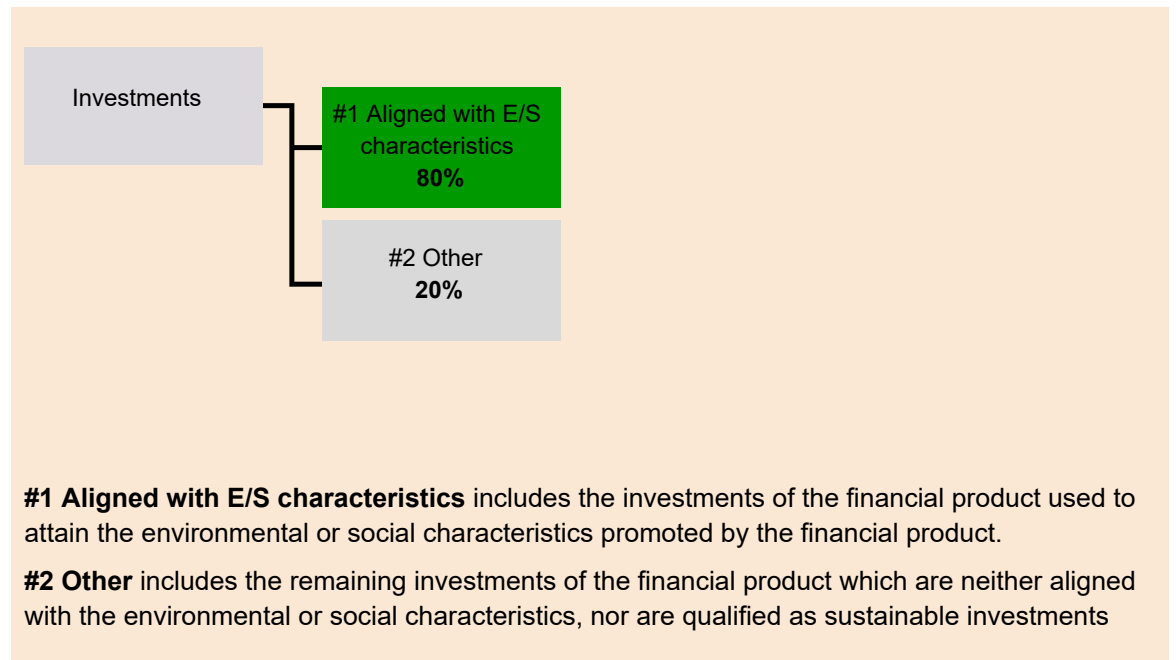 Investments
#1 Aligned with E/S
characteristics
80%
#2 Other
20%
#1 Aligned with E/S characteristics includes the investments of the financial product used to
attain the environmental or social characteristics promoted by the financial product.
#2 Other includes the remaining investments of the financial product which are neither aligned
with the environmental or social characteristics, nor are qualified as sustainable investments